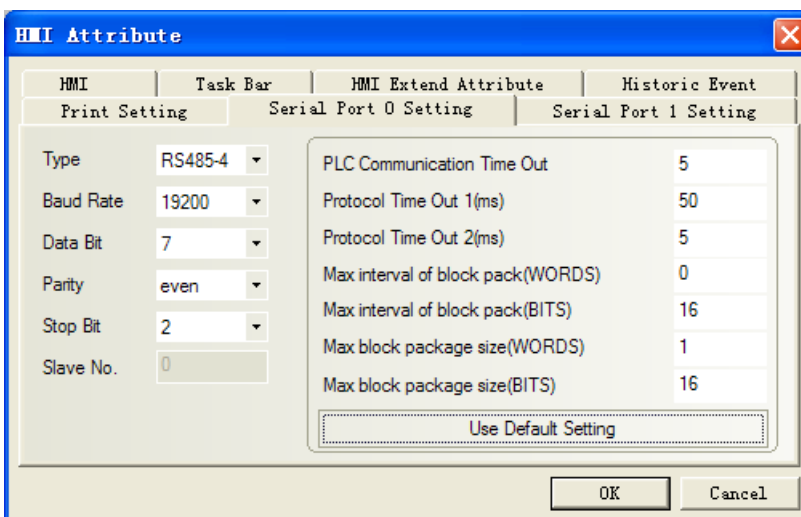 HMI Attribute
HMI Task Bar HMI Extend Attribute Historic Event
Print Setting Serial Port 0 Setting Serial Port 1 Setting
Type RS485-4
Baud Rate 19200
Data Bit 7
Parity even
Stop Bit 2
Slave No. 0
PLC Communication Time Out 5
Protocol Time Out 1(ms) 50
Protocol Time Out 2(ms) 5
Max interval of block pack(WORDS) 0
Max interval of block pack(BITS) 16
Max block package size(WORDS) 1
Max block package size(BITS) 16
Use Default Setting
OK Cancel